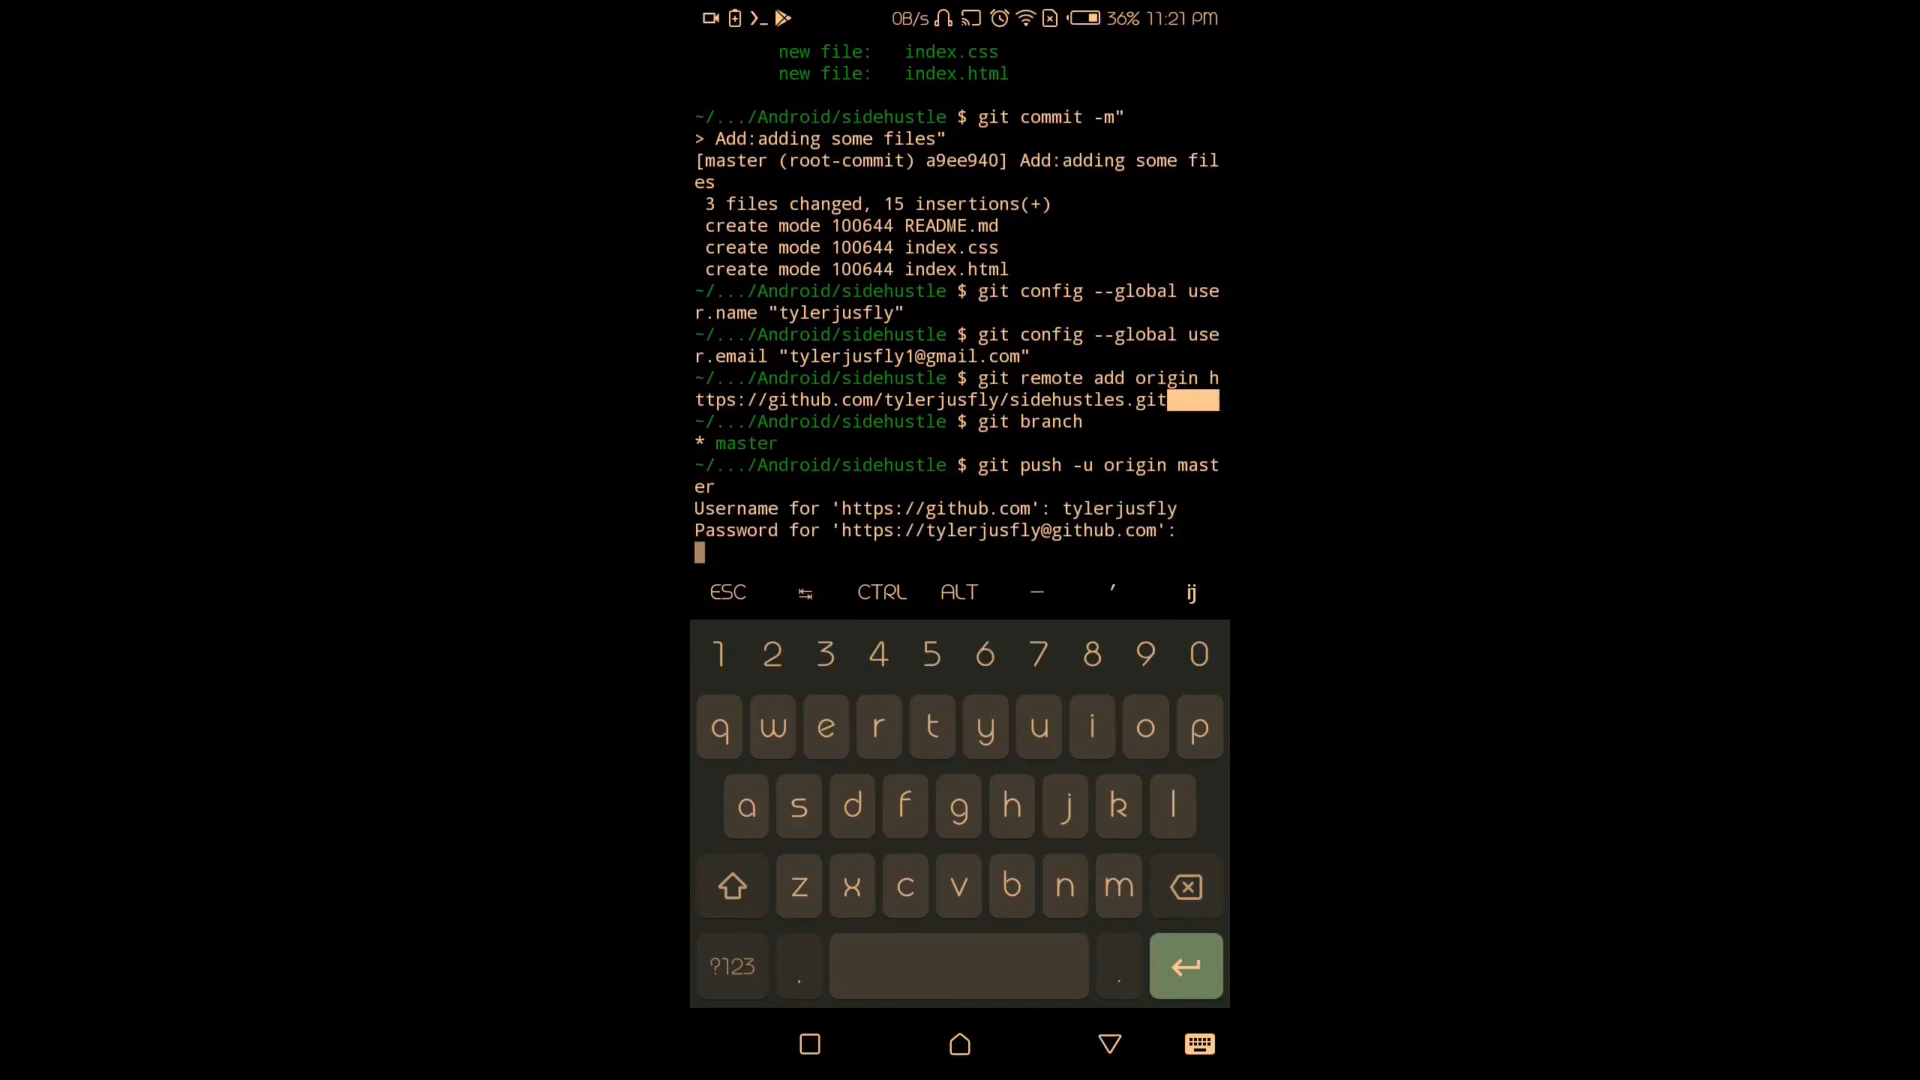 0B/s 36% 11:21 PM
new file: index.css
new file: index.html
~/.../Android/sidehustle $ git commit -m"
> Add:adding some files"
[master (root-commit) a9ee940] Add:adding some fil
es
3 files changed, 15 insertions(+)
create mode 100644 README.md
create mode 100644 index.css
create mode 100644 index.html
~/.../Android/sidehustle $ git config --global use
r.name "tylerjusfly"
~/.../Android/sidehustle $ git config --global use
r.email "tylerjusfly1@gmail.com"
~/.../Android/sidehustle $ git remote add origin h
ttps://github.com/tylerjusfly/sidehustles.git
~/.../Android/sidehustle $ git branch
* master
~/.../Android/sidehustle $ git push -u origin mast
er
Username for 'https://github.com': tylerjusfly
Password for 'https://tylerjusfly@github.com':
ESC ↹ CTRL ALT — ′ ij
1 2 3 4 5 6 7 8 9 0
q w e r t y u i o p
a s d f g h j k l
z x c v b n m
?123 . .